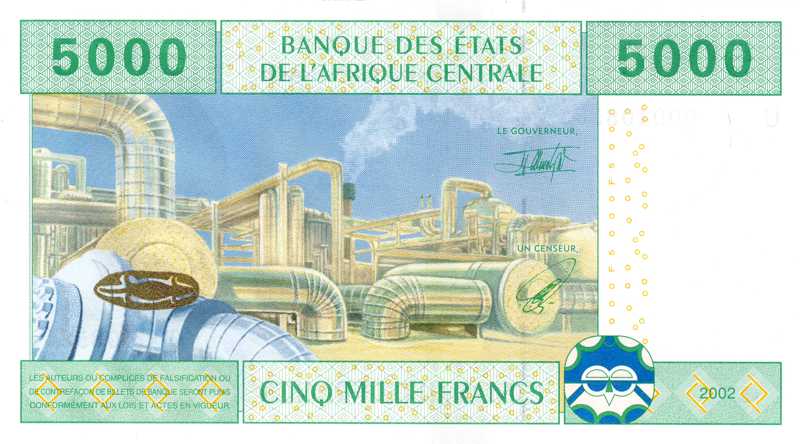 5000
BANQUE DES ÉTATS
DE L'AFRIQUE CENTRALE
5000
LE GOUVERNEUR,
UN CENSEUR,
LES AUTEURS OU COMPLICES DE FALSIFICATION OU
DE CONTREFAÇON DE BILLETS DE BANQUE SERONT PUNIS
CONFORMÉMENT AUX LOIS ET ACTES EN VIGUEUR.
CINQ MILLE FRANCS
2002